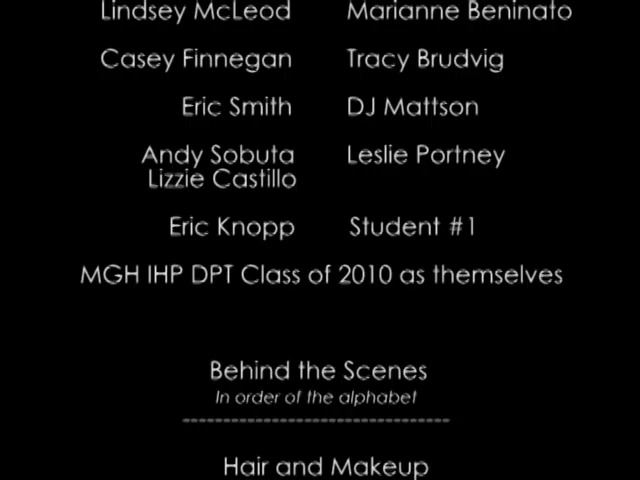 Lindsey McLeod Marianne Beninato
Casey Finnegan Tracy Brudvig
Eric Smith DJ Mattson
Andy Sobuta Leslie Portney
Lizzie Castillo
Eric Knopp Student #1
MGH IHP DPT Class of 2010 as themselves
Behind the Scenes
In order of the alphabet
---------------------------------
Hair and Makeup